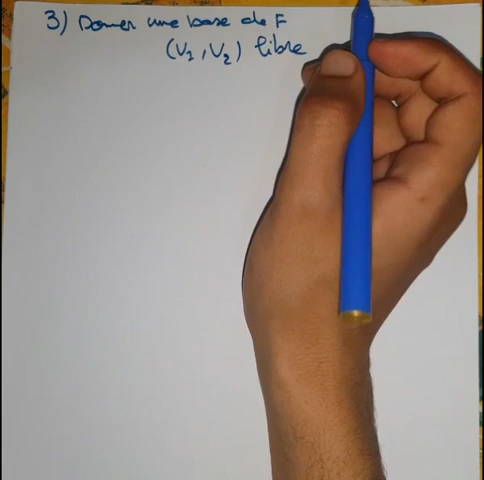 3) Donner une base de F
(V₁, V₂) libre